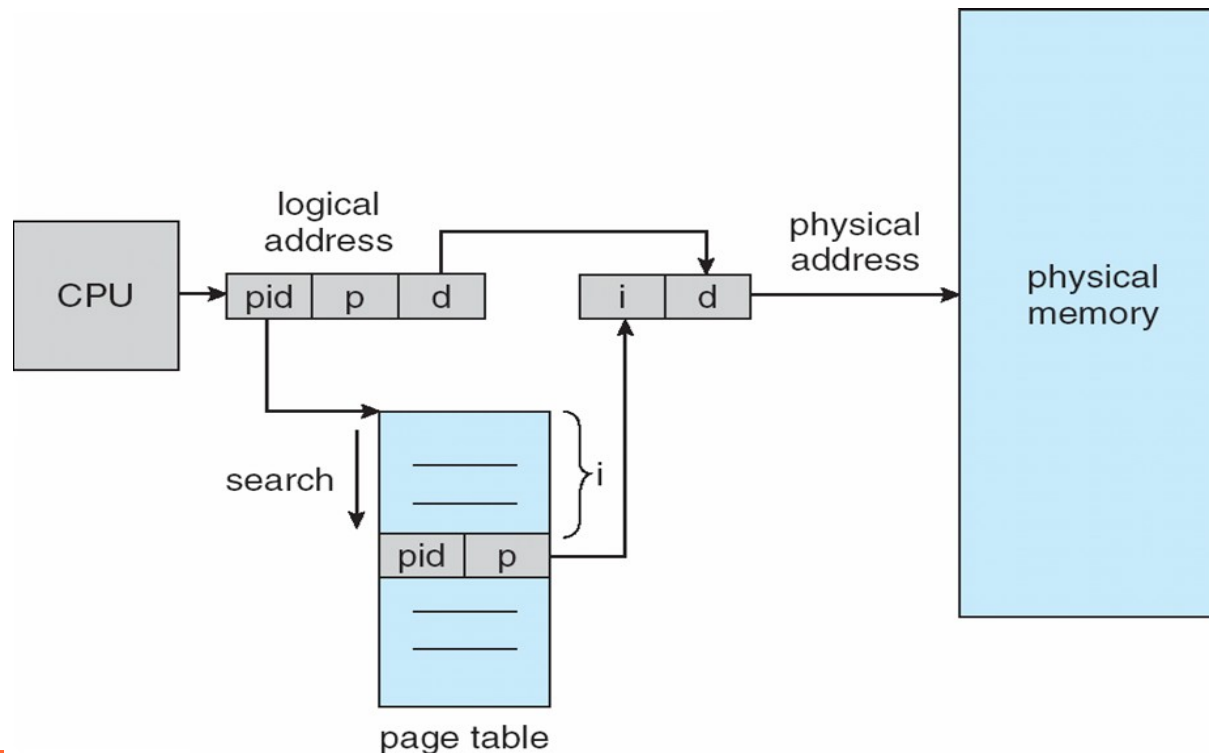 CPU
logical
address
pid p d
i d
physical
address
physical
memory
search
i
pid p
page table